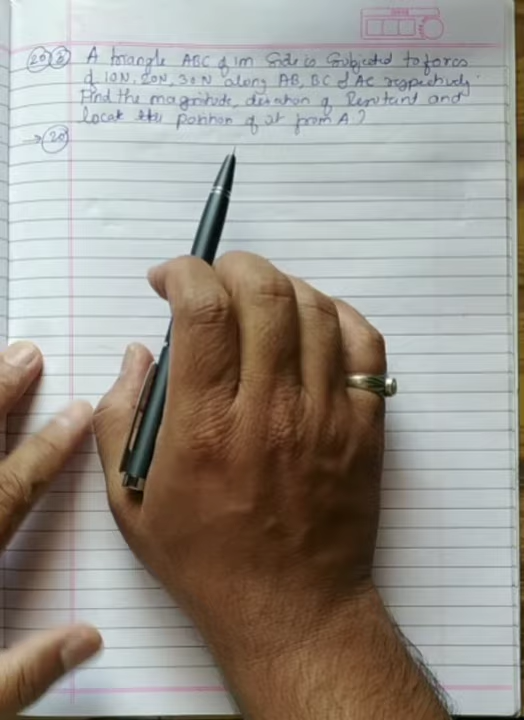 20 3 A triangle ABC of 1m Side is Subjected to forces
of 10N, 20N, 30N along AB, BC & AC respectively.
Find the magnitude, direction of Resultant and
locate the position of it from A?
→ 20